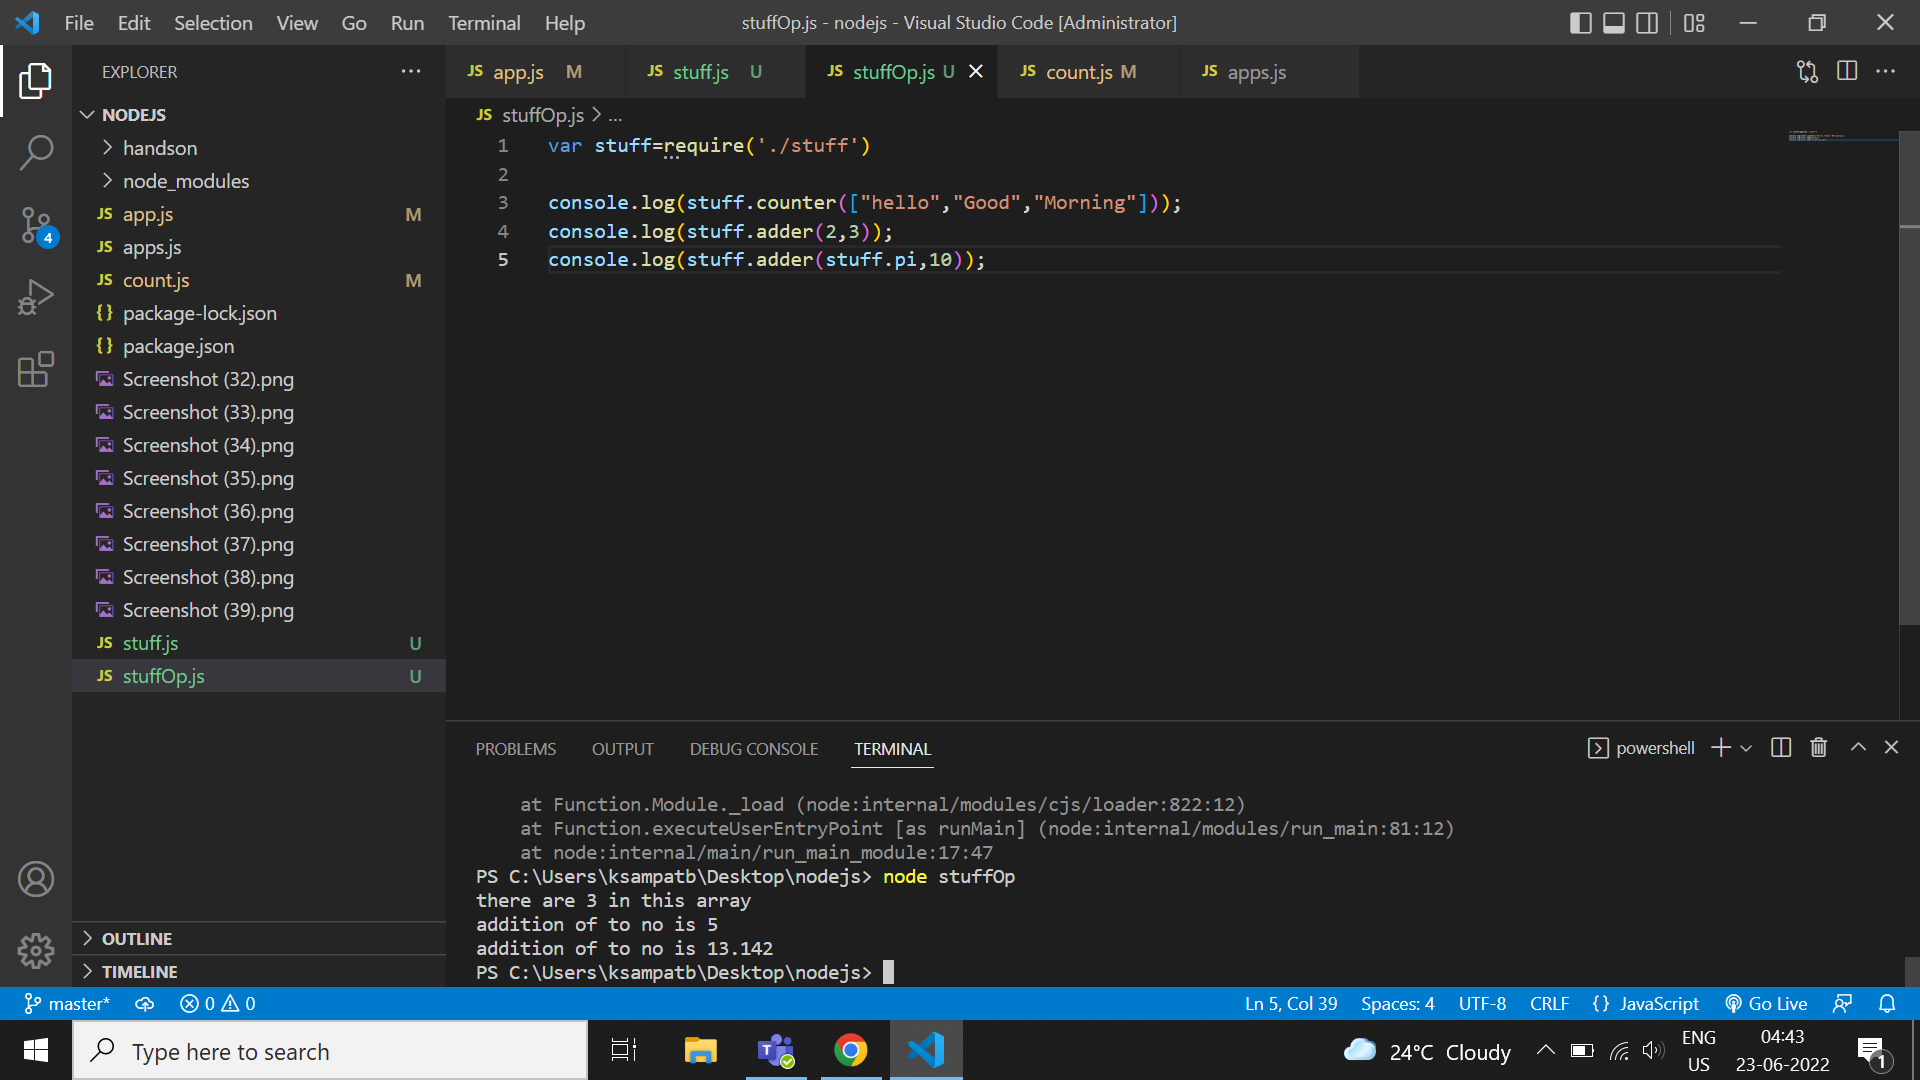 File Edit Selection View Go Run Terminal Help
stuffOp.js - nodejs - Visual Studio Code [Administrator]
EXPLORER
JS app.js M
JS stuff.js U
JS stuffOp.js U
JS count.js M
JS apps.js
NODEJS
handson
node_modules
JS app.js M
JS apps.js
JS count.js M
{} package-lock.json
{} package.json
Screenshot (32).png
Screenshot (33).png
Screenshot (34).png
Screenshot (35).png
Screenshot (36).png
Screenshot (37).png
Screenshot (38).png
Screenshot (39).png
JS stuff.js U
JS stuffOp.js U
4
OUTLINE
TIMELINE
JS stuffOp.js > ...
1 var stuff=require('./stuff')
2
3 console.log(stuff.counter(["hello","Good","Morning"]));
4 console.log(stuff.adder(2,3));
5 console.log(stuff.adder(stuff.pi,10));
PROBLEMS OUTPUT DEBUG CONSOLE TERMINAL
powershell
at Function.Module._load (node:internal/modules/cjs/loader:822:12)
at Function.executeUserEntryPoint [as runMain] (node:internal/modules/run_main:81:12)
at node:internal/main/run_main_module:17:47
PS C:\Users\ksampatb\Desktop\nodejs> node stuffOp
there are 3 in this array
addition of to no is 5
addition of to no is 13.142
PS C:\Users\ksampatb\Desktop\nodejs>
master* 0 0
Ln 5, Col 39 Spaces: 4 UTF-8 CRLF {} JavaScript Go Live
Type here to search
24°C Cloudy
ENG
US
04:43
23-06-2022
1